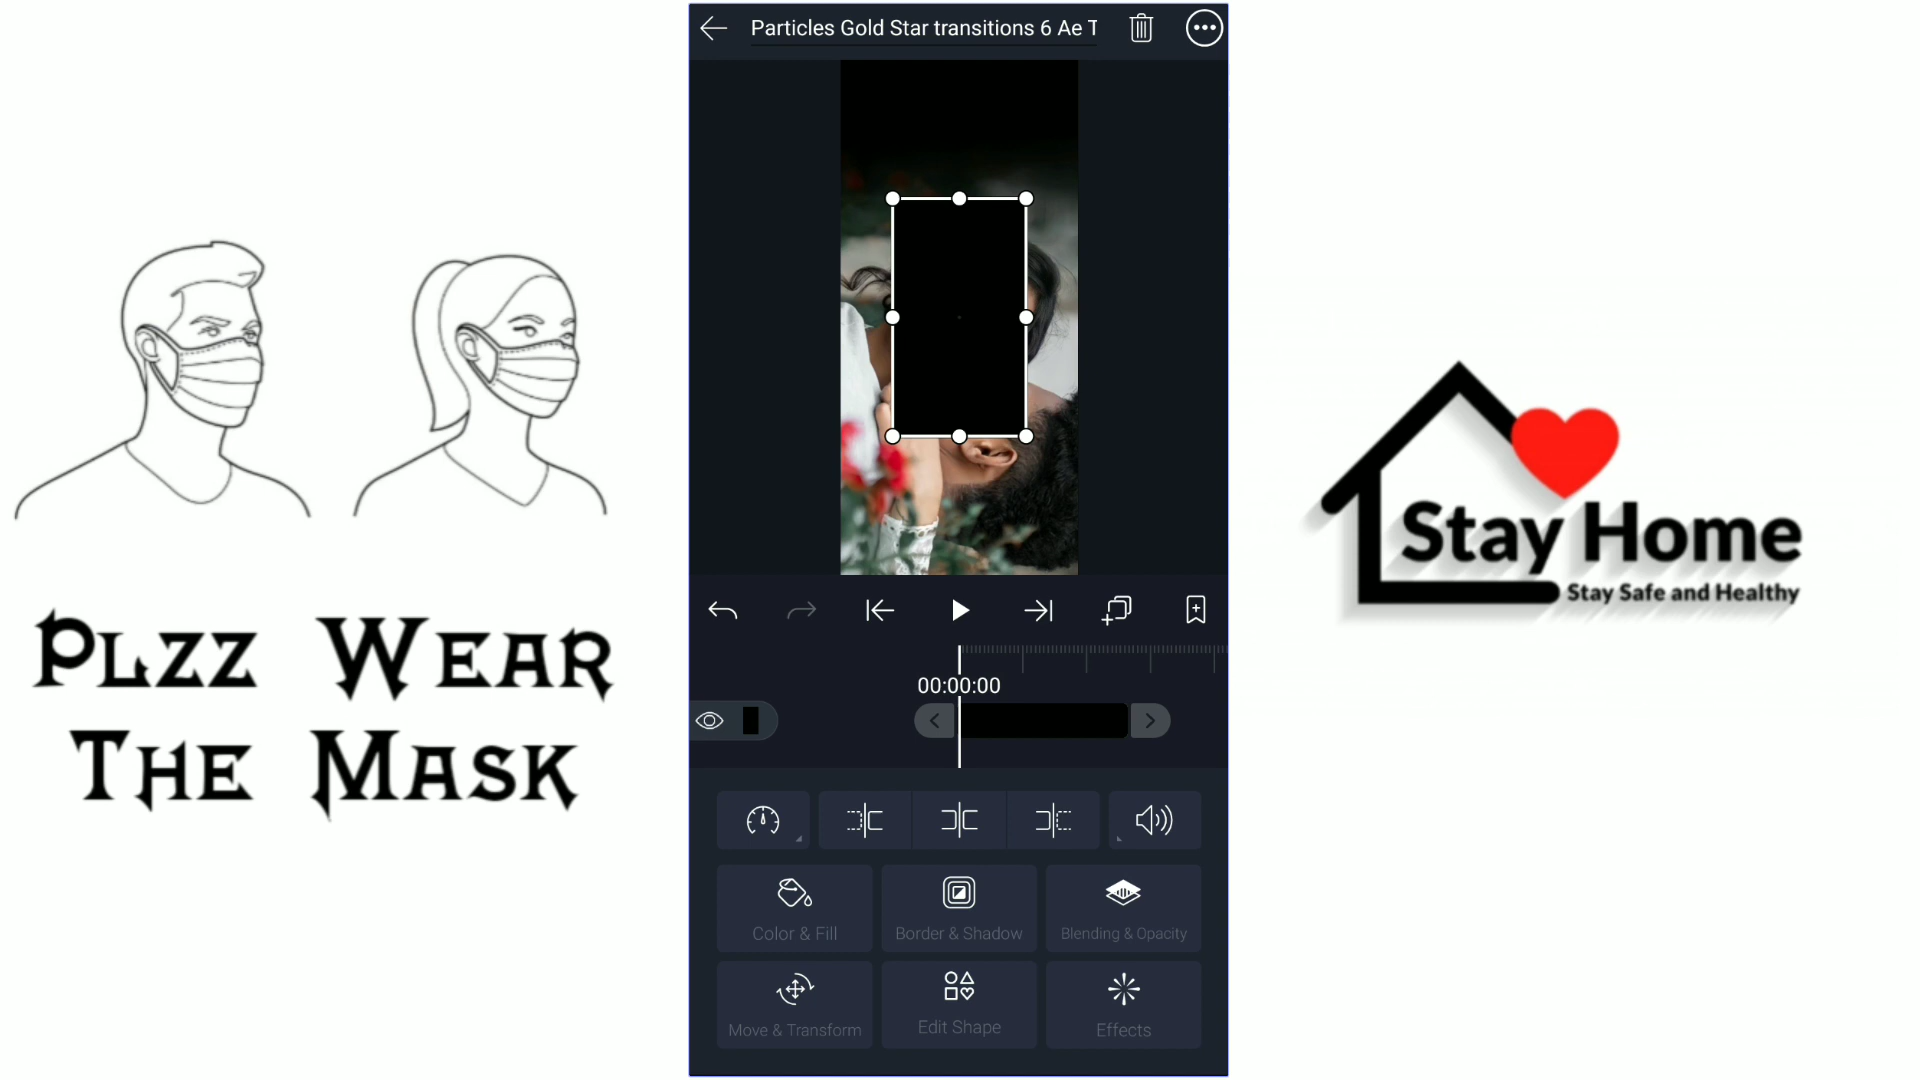 Particles Gold Star transitions 6 Ae T
PLZZ WEAR
THE MASK
Stay Home
Stay Safe and Healthy
00:00:00
Color & Fill
Border & Shadow
Blending & Opacity
Move & Transform
Edit Shape
Effects